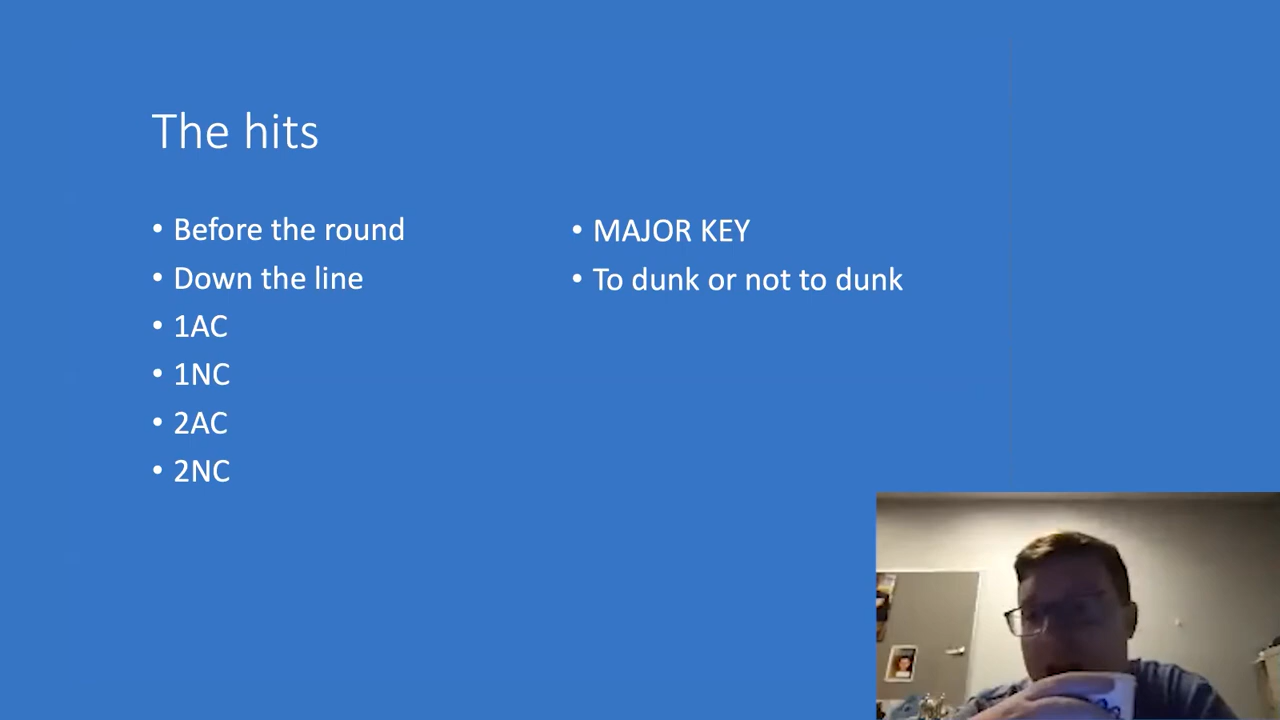 The hits
• Before the round
• Down the line
• 1AC
• 1NC
• 2AC
• 2NC
• MAJOR KEY
• To dunk or not to dunk